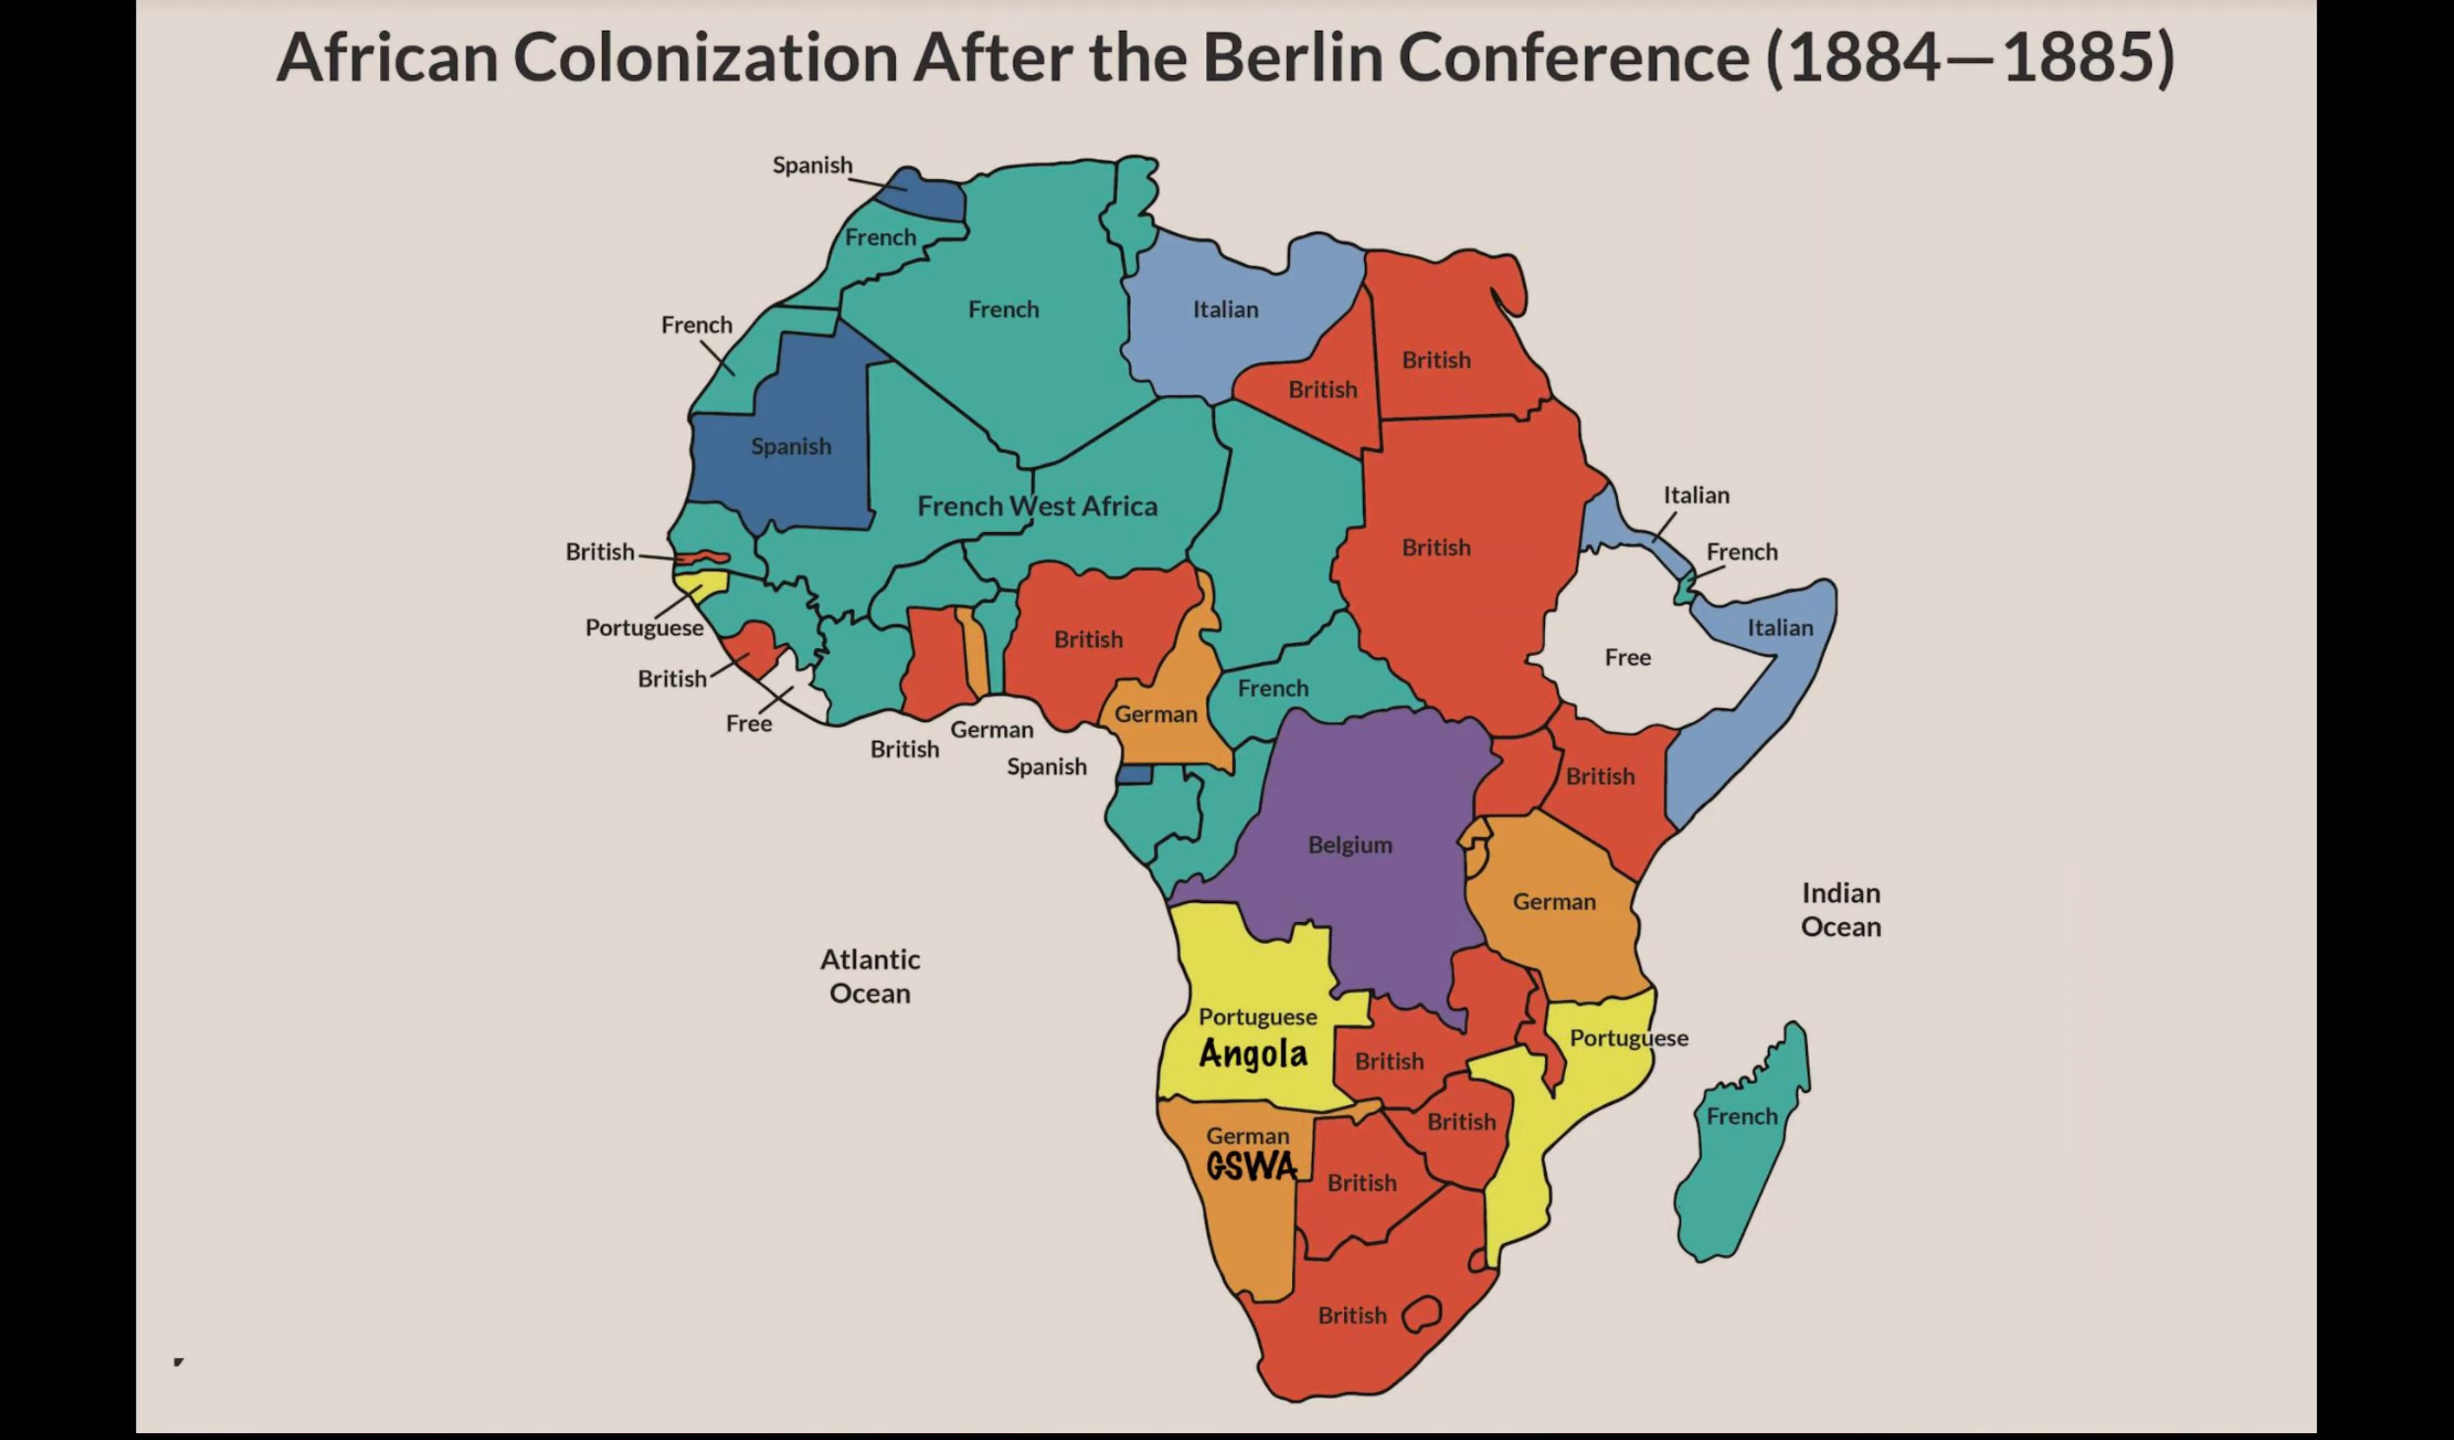 African Colonization After the Berlin Conference (1884—1885)
Spanish
French
French
French
Italian
British
British
Spanish
French West Africa
British
Italian
French
British
Portuguese
British
Free
British
German
Spanish
British
German
French
Free
Italian
British
Belgium
German
Indian
Ocean
Atlantic
Ocean
Portuguese
Angola
British
Portuguese
French
German
GSWA
British
British
British